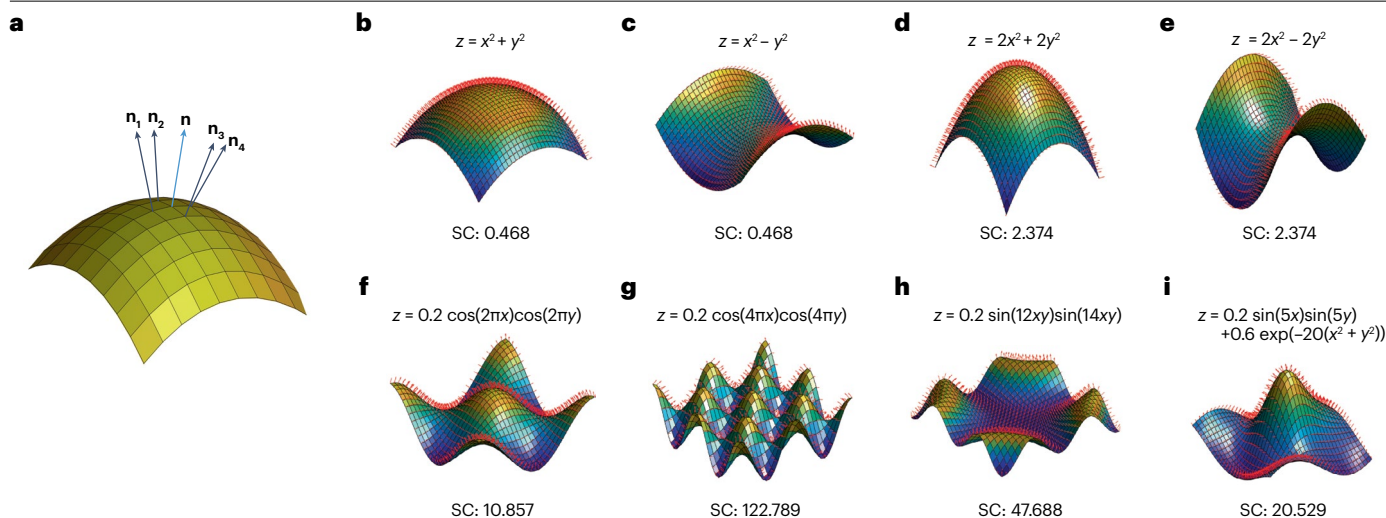 a
n₁ n₂ n n₃ n₄
b
z = x² + y²
SC: 0.468
c
z = x² − y²
SC: 0.468
d
z = 2x² + 2y²
SC: 2.374
e
z = 2x² − 2y²
SC: 2.374
f
z = 0.2 cos(2πx)cos(2πy)
SC: 10.857
g
z = 0.2 cos(4πx)cos(4πy)
SC: 122.789
h
z = 0.2 sin(12xy)sin(14xy)
SC: 47.688
i
z = 0.2 sin(5x)sin(5y)
+0.6 exp(−20(x² + y²))
SC: 20.529